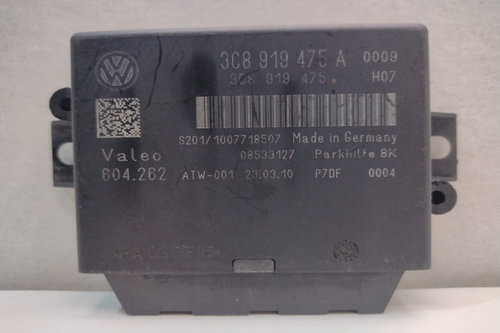 3C8 919 475 A 0009
3C8 919 475 H07
S201/1007718507 Made in Germany
Valeo 08533127 Parkhilfe 8K
604.262 ATW-001 23.03.10 P7DF 0004